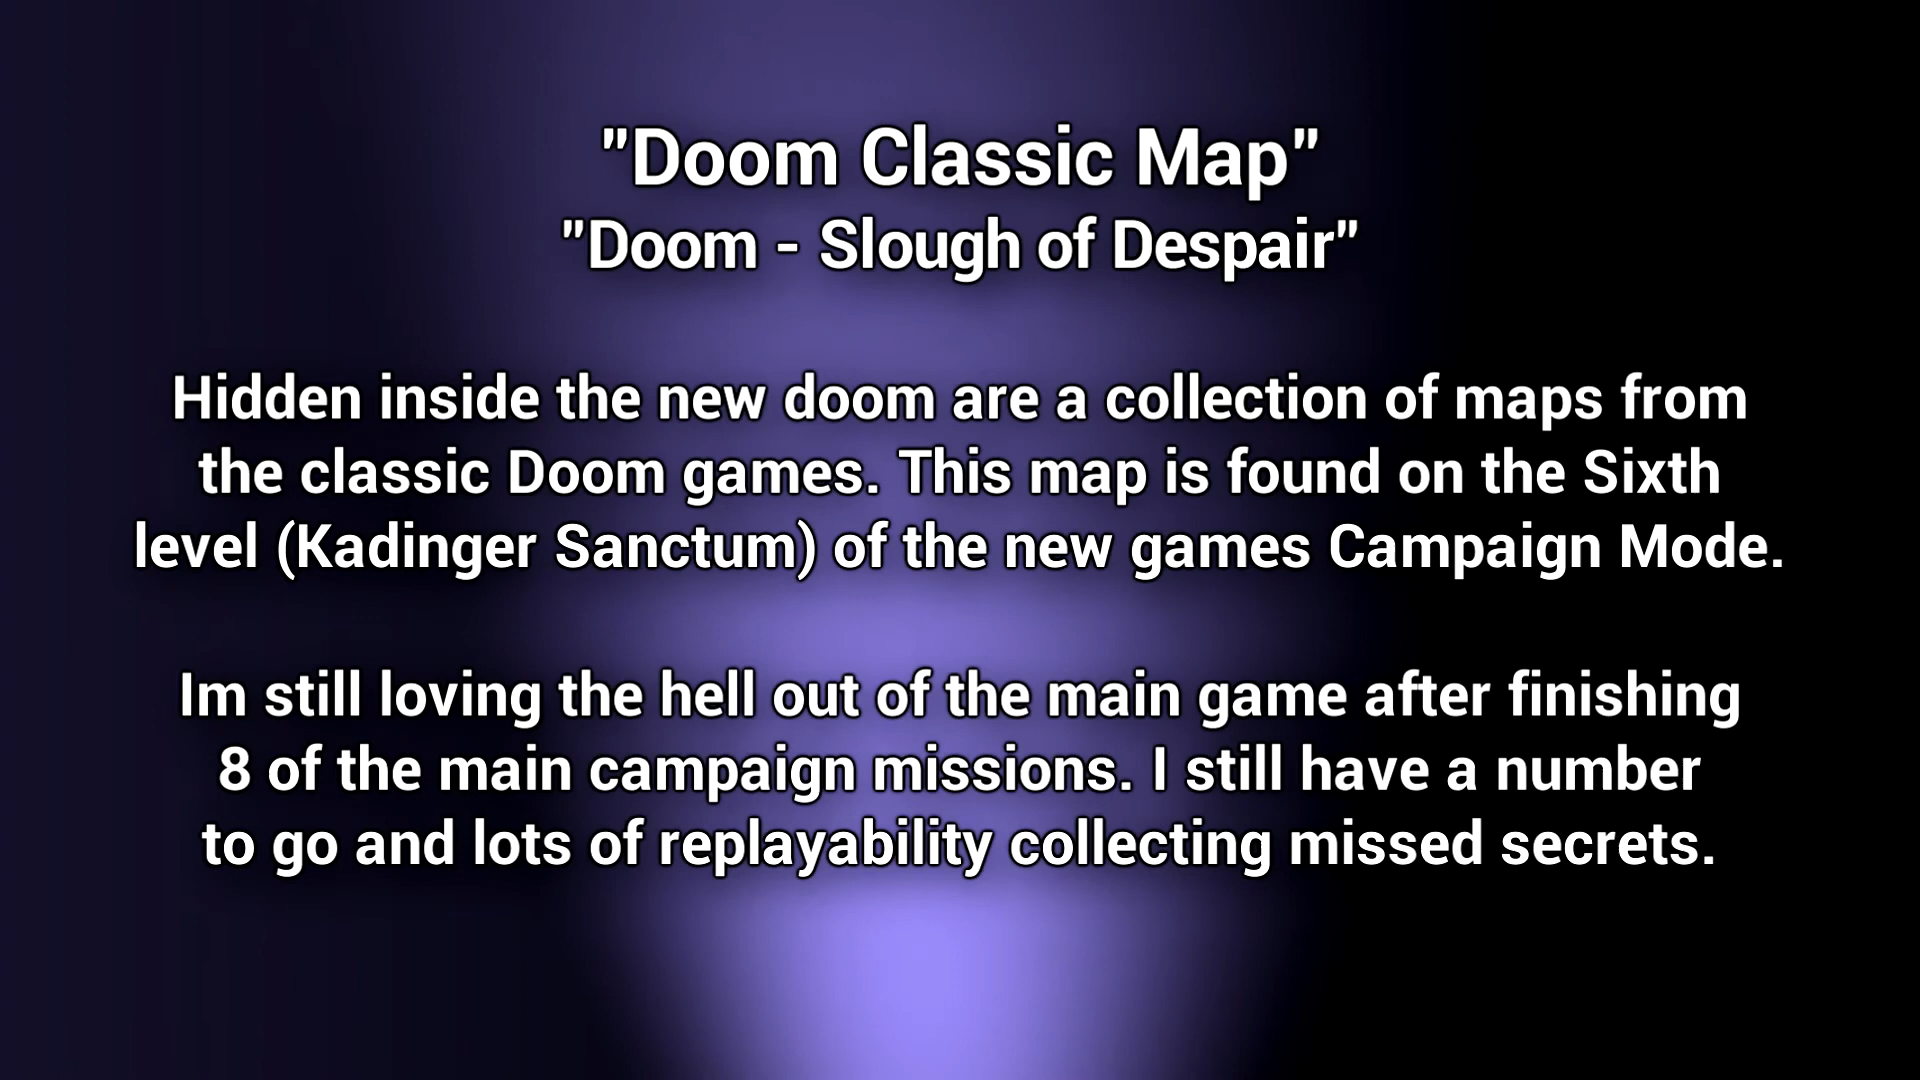 "Doom Classic Map"
"Doom - Slough of Despair"
Hidden inside the new doom are a collection of maps from
the classic Doom games. This map is found on the Sixth
level (Kadinger Sanctum) of the new games Campaign Mode.
Im still loving the hell out of the main game after finishing
8 of the main campaign missions. I still have a number
to go and lots of replayability collecting missed secrets.